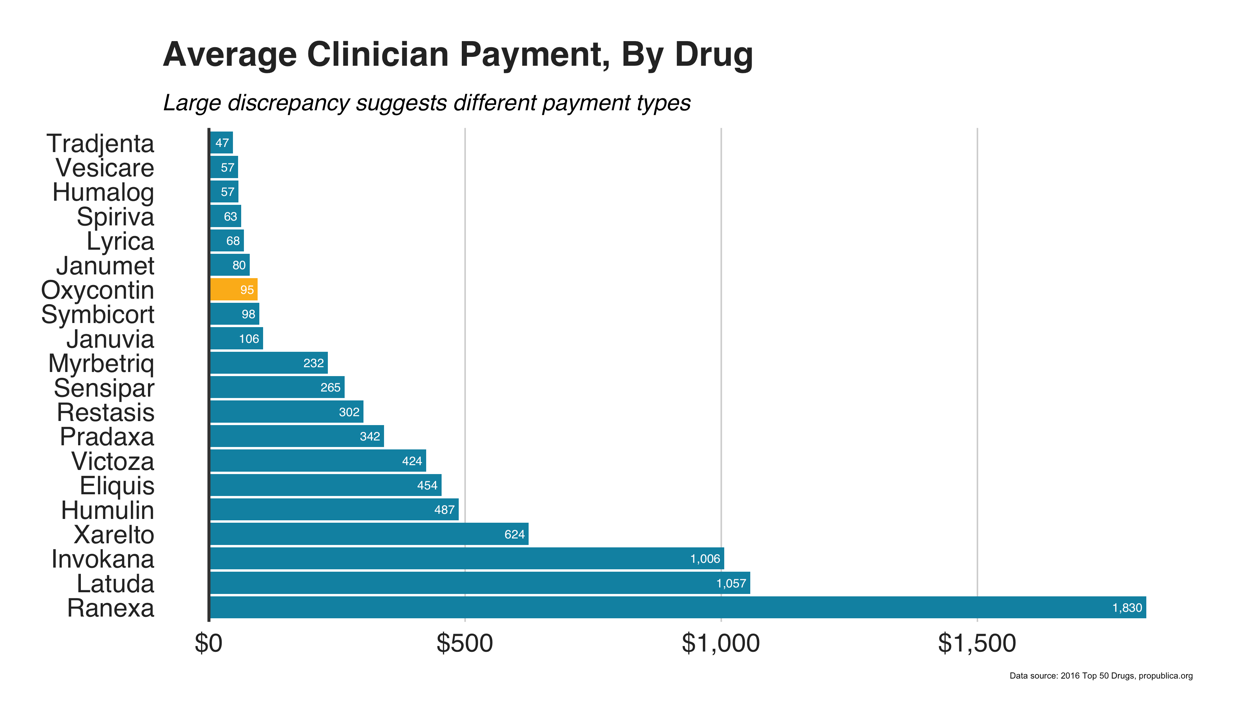 Average Clinician Payment, By Drug
Large discrepancy suggests different payment types
Tradjenta 47
Vesicare 57
Humalog 57
Spiriva 63
Lyrica 68
Janumet 80
Oxycontin 95
Symbicort 98
Januvia 106
Myrbetriq 232
Sensipar 265
Restasis 302
Pradaxa 342
Victoza 424
Eliquis 454
Humulin 487
Xarelto 624
Invokana 1,006
Latuda 1,057
Ranexa 1,830
$0 $500 $1,000 $1,500
Data source: 2016 Top 50 Drugs, propublica.org